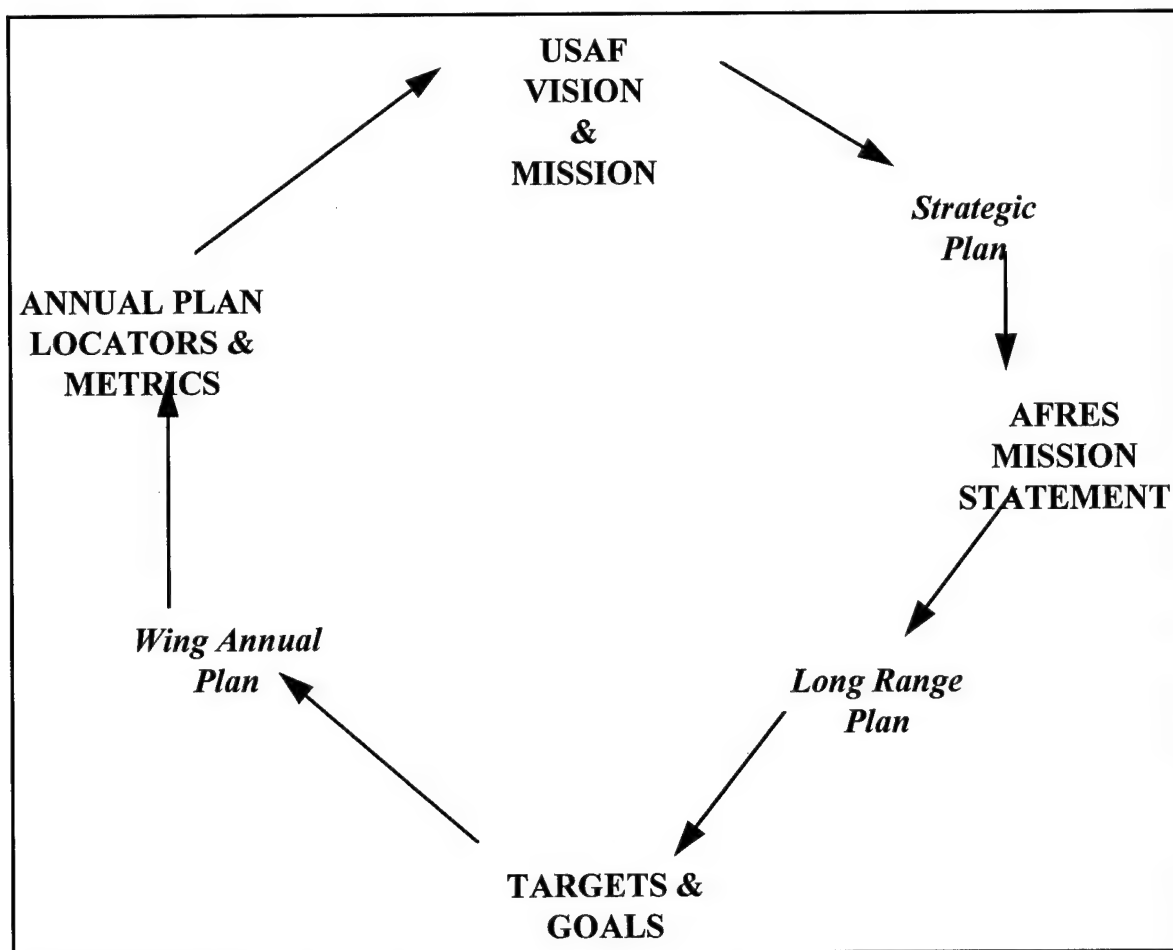 USAF
VISION
&
MISSION
Strategic
Plan
AFRES
MISSION
STATEMENT
Long Range
Plan
TARGETS &
GOALS
Wing Annual
Plan
ANNUAL PLAN
LOCATORS &
METRICS